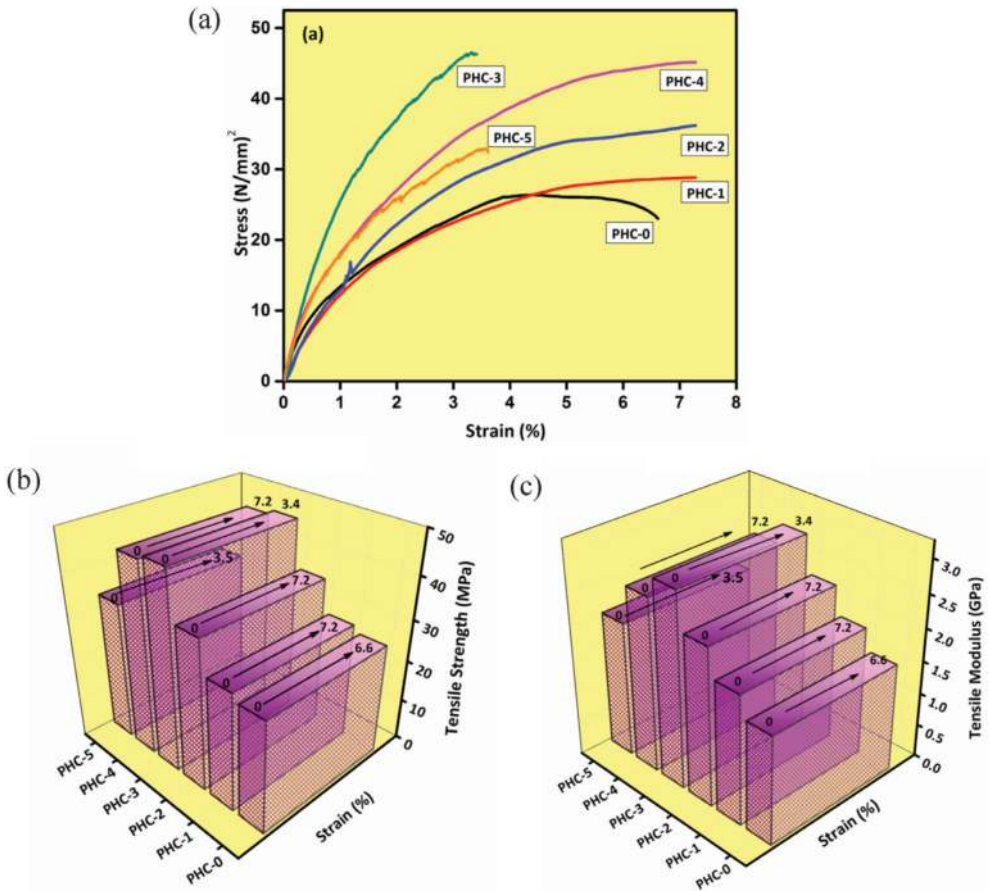 (a)
(a)
50
40
30
20
10
0
Stress (N/mm)²
PHC-3
PHC-4
PHC-5
PHC-2
PHC-1
PHC-0
0 1 2 3 4 5 6 7 8
Strain (%)
(b)
7.2
3.4
0
0
3.5
0
7.2
0
7.2
0
6.6
0
50
40
30
20
10
0
Tensile Strength (MPa)
PHC-5
PHC-4
PHC-3
PHC-2
PHC-1
PHC-0
Strain (%)
(c)
7.2
3.4
0
0
3.5
0
7.2
0
7.2
0
6.6
0
3.0
2.5
2.0
1.5
1.0
0.5
0.0
Tensile Modulus (GPa)
PHC-5
PHC-4
PHC-3
PHC-2
PHC-1
PHC-0
Strain (%)